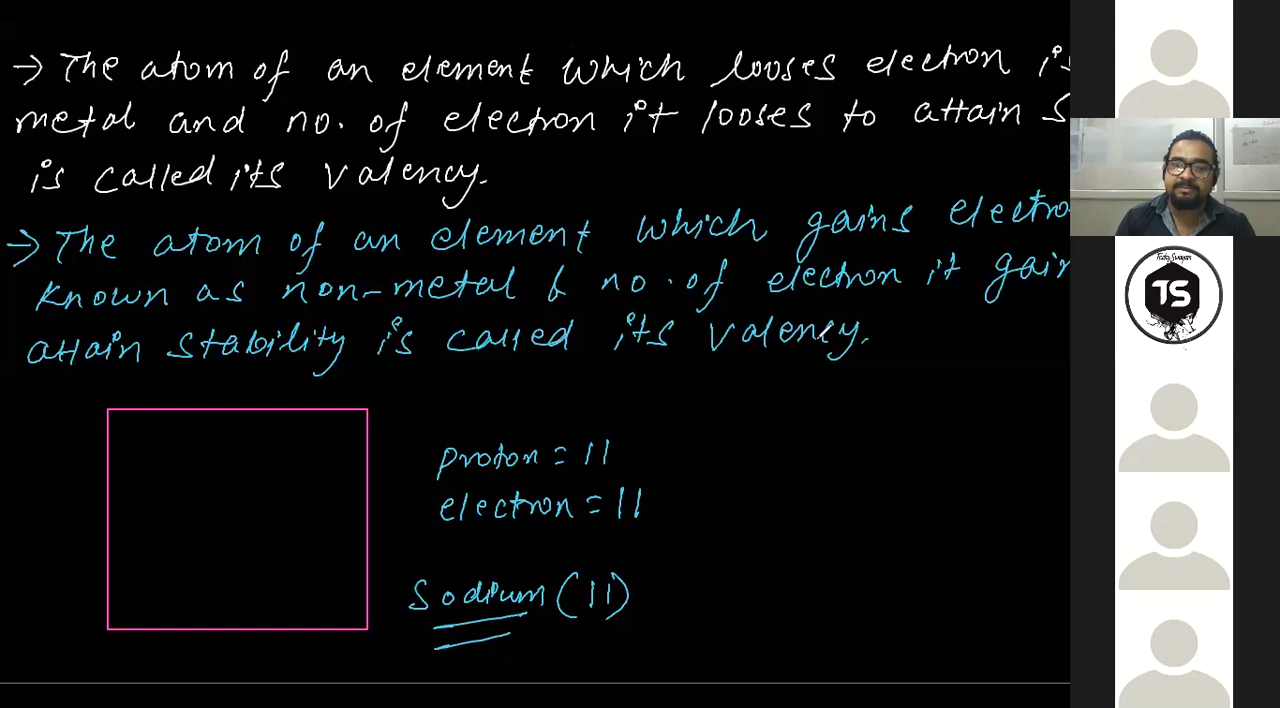 → The atom of an element which looses electron is
metal and no. of electron it looses to attain S
is called its valency.
→ The atom of an element which gains electro
known as non-metal & no. of electron it gain
attain stability is called its valency.
proton = 11
electron = 11
Sodium (11)
TS